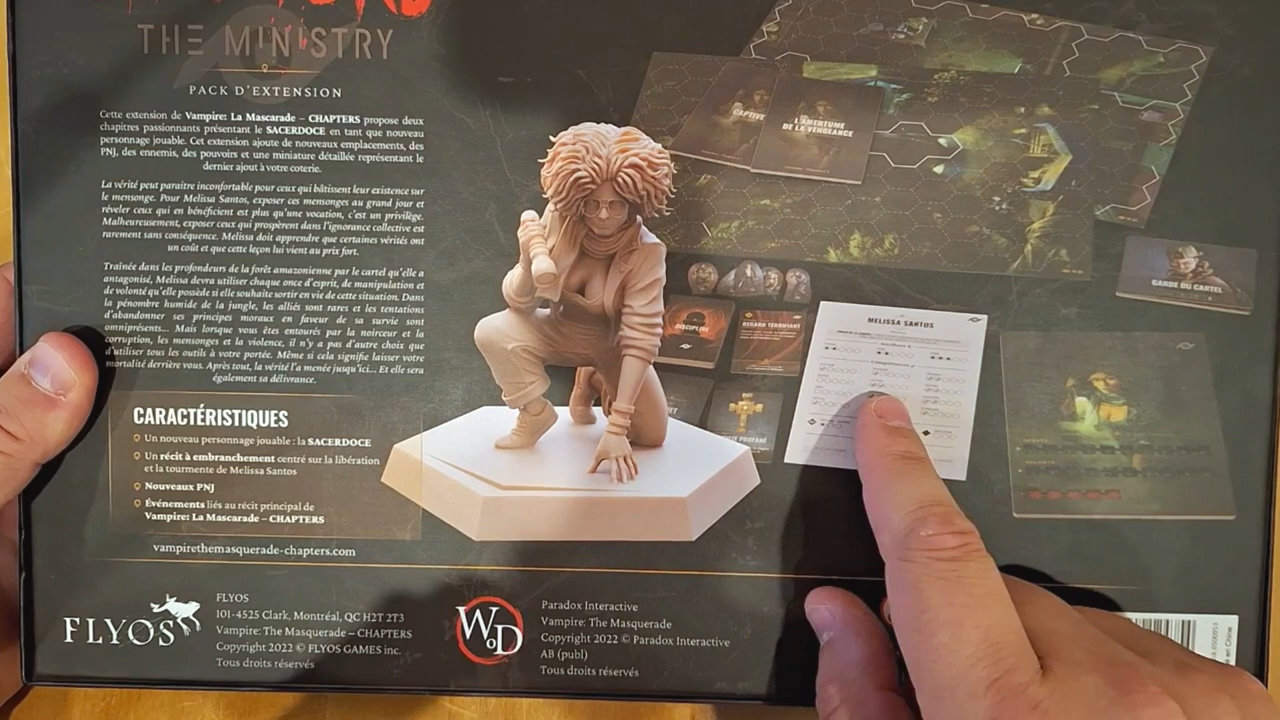 THE MINISTRY
PACK D'EXTENSION
Cette extension de Vampire: La Mascarade – CHAPTERS propose deux
chapitres passionnants présentant le SACERDOCE en tant que nouveau
personnage jouable. Cet extension ajoute de nouveaux emplacements, des
PNJ, des ennemis, des pouvoirs et une miniature détaillée représentant le
dernier ajout à votre coterie.
La vérité peut paraitre inconfortable pour ceux qui bâtissent leur existence sur
le mensonge. Pour Melissa Santos, exposer ces mensonges au grand jour et
révéler ceux qui en bénéficient est plus qu'une vocation, c'est un privilège.
Malheureusement, exposer ceux qui prospèrent dans l'ignorance collective est
rarement sans conséquence. Melissa doit apprendre que certaines vérités ont
un coût et que cette leçon lui vient au prix fort.
Traînée dans les profondeurs de la forêt amazonienne par le cartel qu'elle a
antagonisé, Melissa devra utiliser chaque once d'esprit, de manipulation et
de volonté qu'elle possède si elle souhaite sortir en vie de cette situation. Dans
la pénombre humide de la jungle, les alliés sont rares et les tentations
d'abandonner ses principes moraux en faveur de sa survie sont
omniprésents... Mais lorsque vous êtes entourés par la noirceur et la
corruption, les mensonges et la violence, il n'y a pas d'autre choix que
d'utiliser tous les outils à votre portée. Même si cela signifie laisser votre
mortalité derrière vous. Après tout, la vérité l'a menée jusqu'ici... Et elle sera
également sa délivrance.
CARACTÉRISTIQUES
Un nouveau personnage jouable : la SACERDOCE
Un récit à embranchement centré sur la libération
et la tourmente de Melissa Santos
Nouveaux PNJ
Événements liés au récit principal de
Vampire: La Mascarade – CHAPTERS
vampirethemasquerade-chapters.com
FLYOS
FLYOS
101-4525 Clark, Montréal, QC H2T 2T3
Vampire: The Masquerade – CHAPTERS
Copyright 2022 © FLYOS GAMES inc.
Tous droits réservés
WoD
Paradox Interactive
Vampire: The Masquerade
Copyright 2022 © Paradox Interactive
AB (publ)
Tous droits réservés
CAPTIVE
L'AMERTUME
DE LA VENGEANCE
GARDE DU CARTEL
DISCIPLINE
REGARD TERRIFIANT
MELISSA SANTOS
PROFANÉ
en Chine